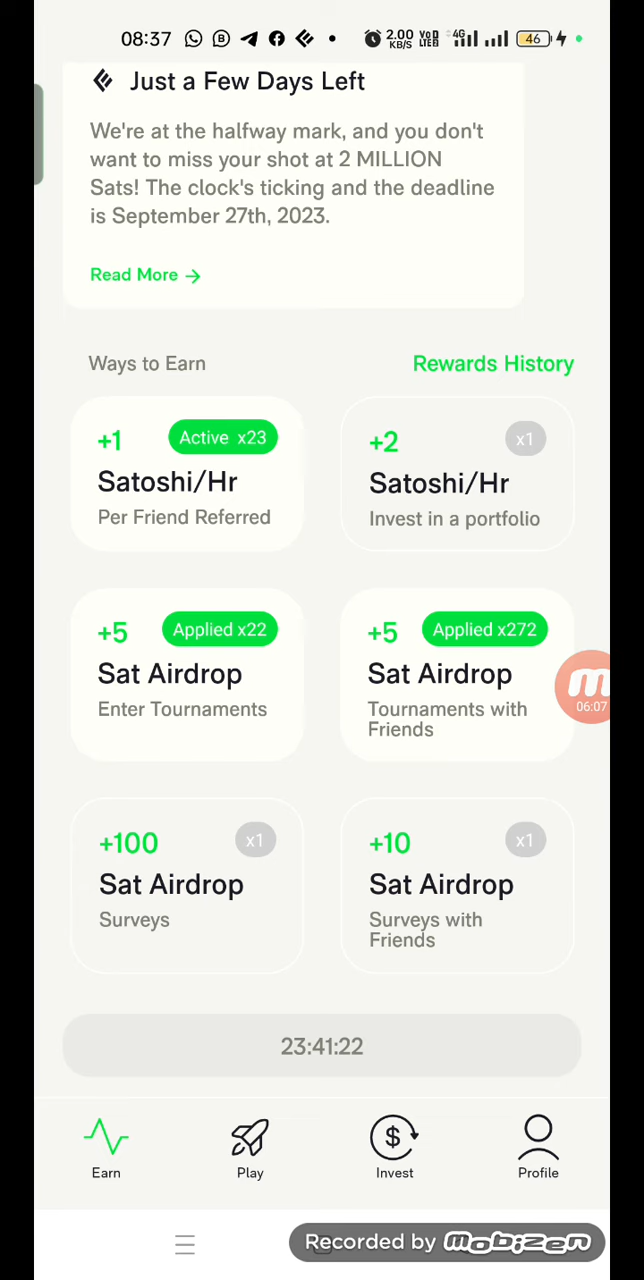 08:37 2.00 KB/S VoD LTE2 4G 46
Just a Few Days Left
We're at the halfway mark, and you don't
want to miss your shot at 2 MILLION
Sats! The clock's ticking and the deadline
is September 27th, 2023.
Read More →
Ways to Earn Rewards History
+1 Active x23
Satoshi/Hr
Per Friend Referred
+2 x1
Satoshi/Hr
Invest in a portfolio
+5 Applied x22
Sat Airdrop
Enter Tournaments
+5 Applied x272
Sat Airdrop
Tournaments with
Friends
06:07
+100 x1
Sat Airdrop
Surveys
+10 x1
Sat Airdrop
Surveys with
Friends
23:41:22
Earn Play Invest Profile
Recorded by mobizen